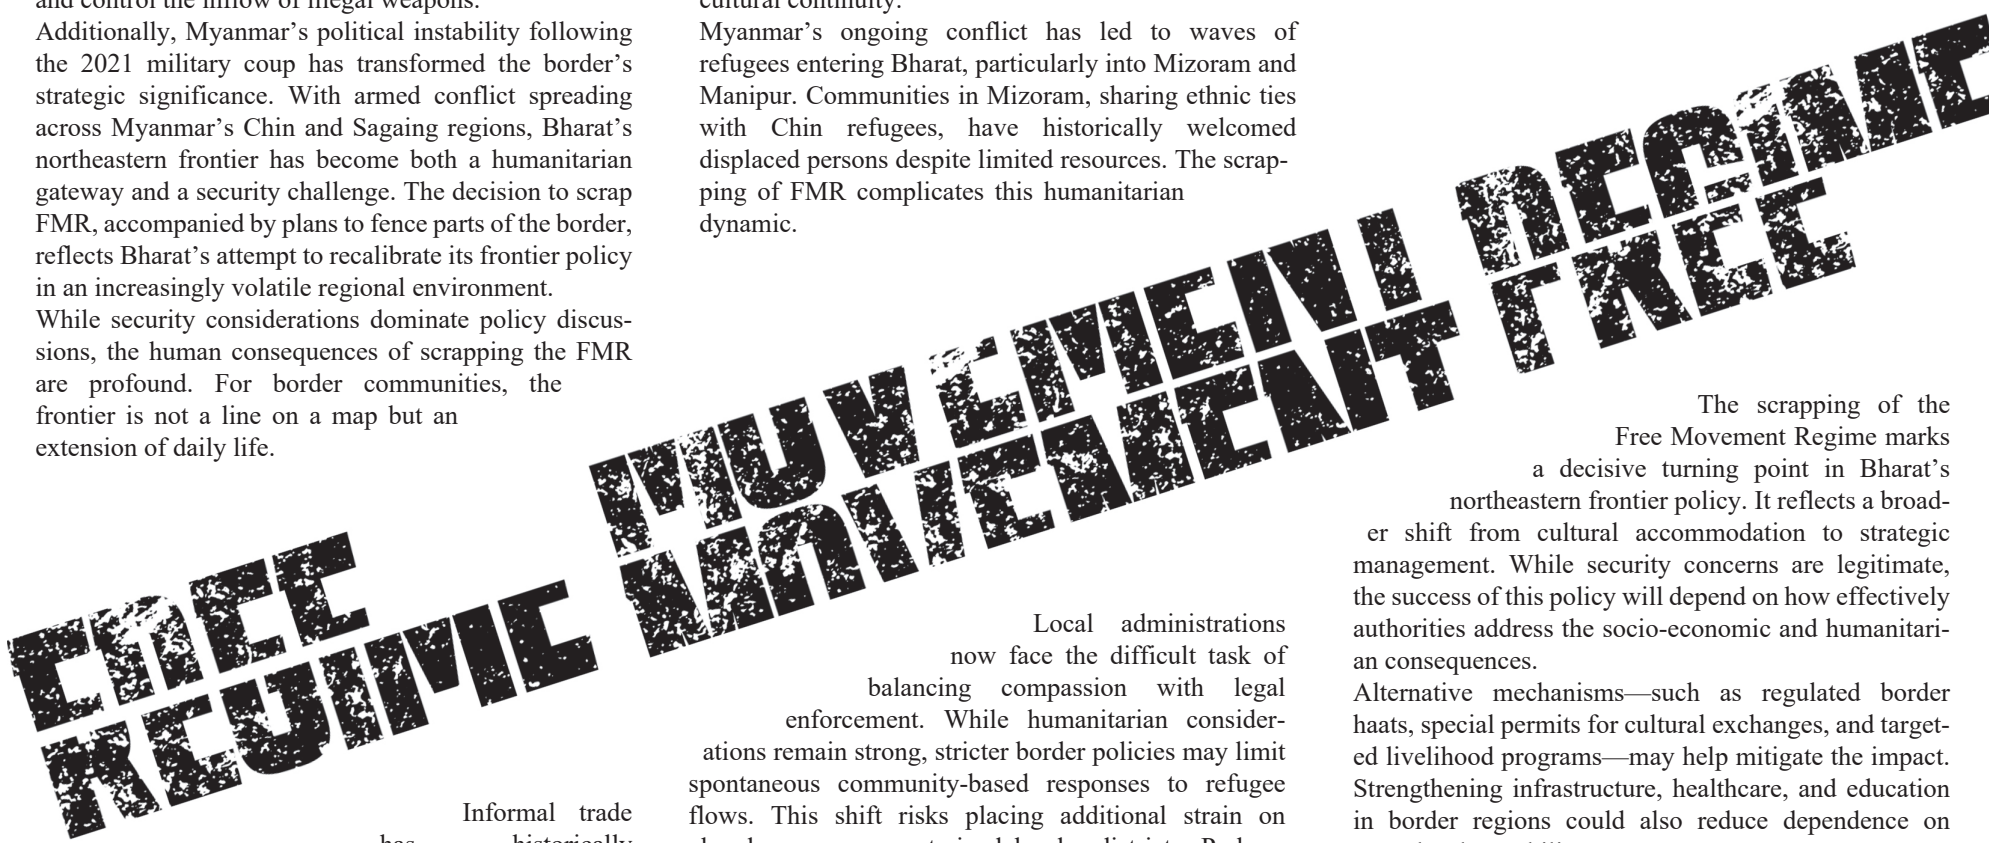 and control the inflow of illegal weapons.
Additionally, Myanmar’s political instability following
the 2021 military coup has transformed the border’s
strategic significance. With armed conflict spreading
across Myanmar’s Chin and Sagaing regions, Bharat’s
northeastern frontier has become both a humanitarian
gateway and a security challenge. The decision to scrap
FMR, accompanied by plans to fence parts of the border,
reflects Bharat’s attempt to recalibrate its frontier policy
in an increasingly volatile regional environment.
While security considerations dominate policy discus-
sions, the human consequences of scrapping the FMR
are profound. For border communities, the
frontier is not a line on a map but an
extension of daily life.
FREE MOVEMENT REGIME
REGIME MOVEMENT FREE
Informal trade
has historically
cultural continuity.
Myanmar’s ongoing conflict has led to waves of
refugees entering Bharat, particularly into Mizoram and
Manipur. Communities in Mizoram, sharing ethnic ties
with Chin refugees, have historically welcomed
displaced persons despite limited resources. The scrap-
ping of FMR complicates this humanitarian
dynamic.
Local administrations
now face the difficult task of
balancing compassion with legal
enforcement. While humanitarian consider-
ations remain strong, stricter border policies may limit
spontaneous community-based responses to refugee
flows. This shift risks placing additional strain on
The scrapping of the
Free Movement Regime marks
a decisive turning point in Bharat’s
northeastern frontier policy. It reflects a broad-
er shift from cultural accommodation to strategic
management. While security concerns are legitimate,
the success of this policy will depend on how effectively
authorities address the socio-economic and humanitari-
an consequences.
Alternative mechanisms—such as regulated border
haats, special permits for cultural exchanges, and target-
ed livelihood programs—may help mitigate the impact.
Strengthening infrastructure, healthcare, and education
in border regions could also reduce dependence on